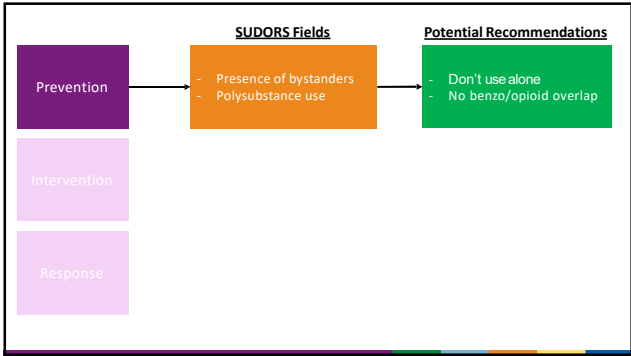 SUDORS Fields
Potential Recommendations
Prevention
- Presence of bystanders
- Polysubstance use
- Don't use alone
- No benzo/opioid overlap
Intervention
Response